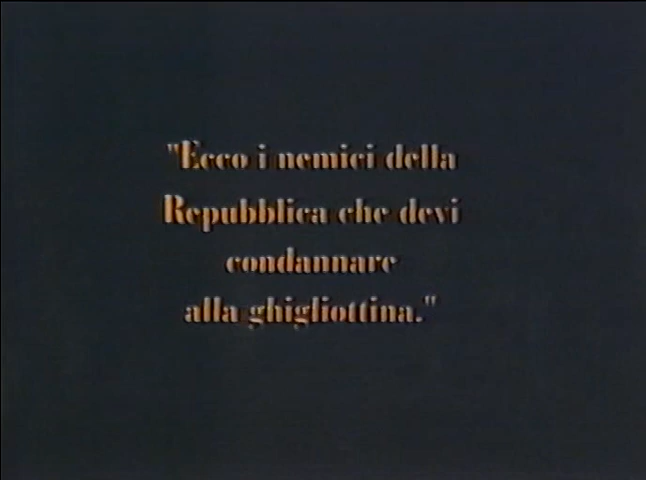 "Ecco i nemici della
Repubblica che devi
condannare
alla ghigliottina."